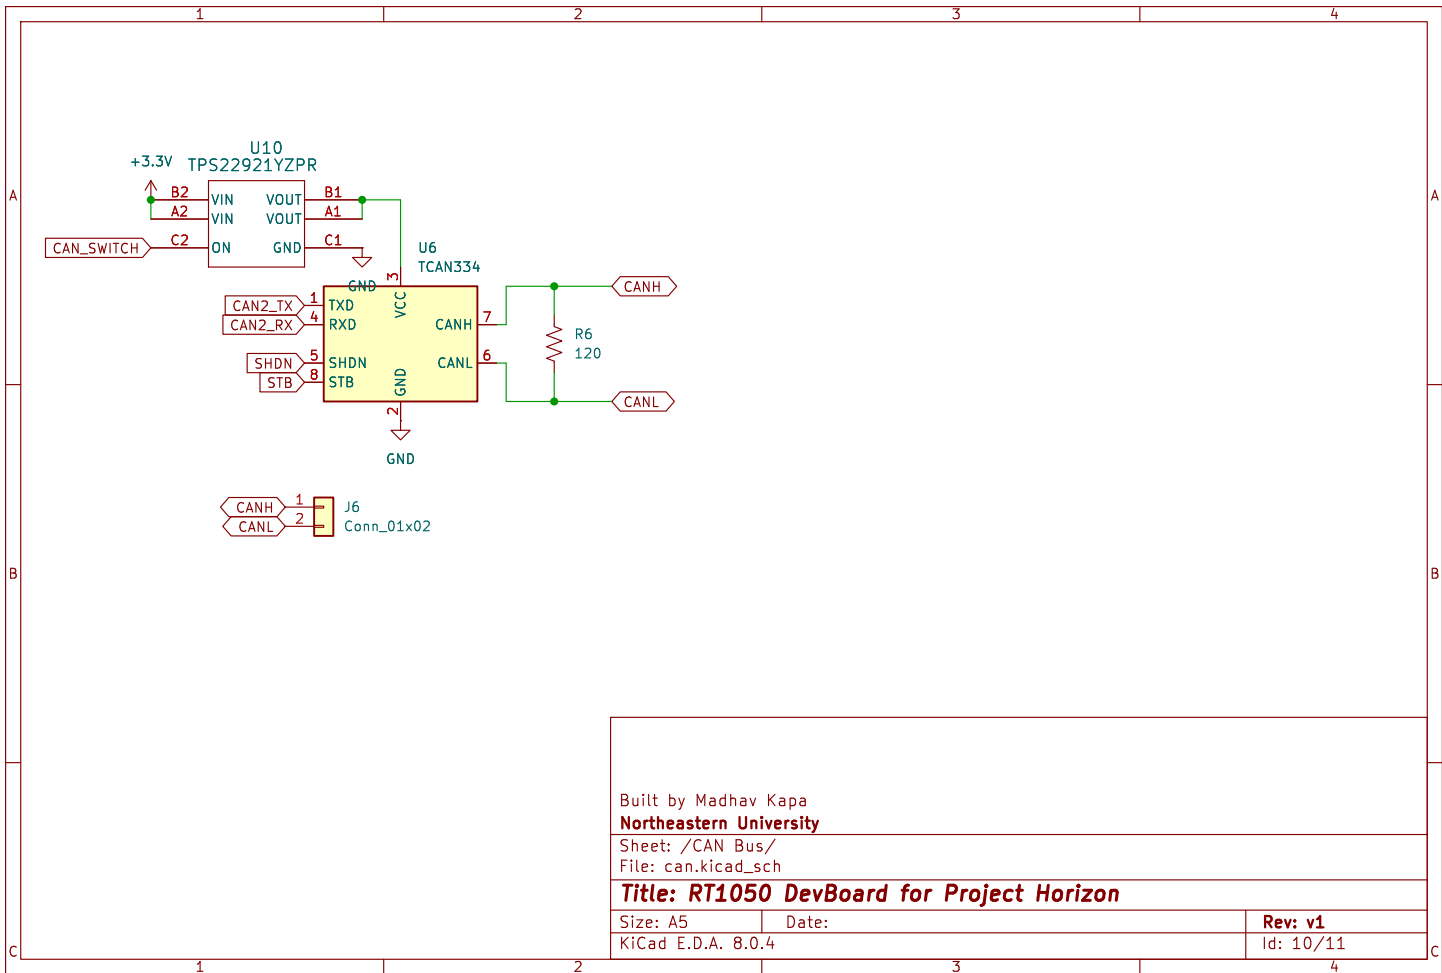 1 2 3 4
A A
B B
C C
1 2 3 4
+3.3V
U10
TPS22921YZPR
B2 VIN VOUT B1
A2 VIN VOUT A1
CAN_SWITCH C2 ON GND C1
GND
U6
TCAN334
3
VCC
CAN2_TX 1 TXD
CAN2_RX 4 RXD
SHDN 5 SHDN
STB 8 STB
CANH 7
CANL 6
GND
2
GND
CANH
R6
120
CANL
CANH 1
CANL 2
J6
Conn_01x02
Built by Madhav Kapa
Northeastern University
Sheet: /CAN Bus/
File: can.kicad_sch
Title: RT1050 DevBoard for Project Horizon
Size: A5 Date: Rev: v1
KiCad E.D.A. 8.0.4 Id: 10/11